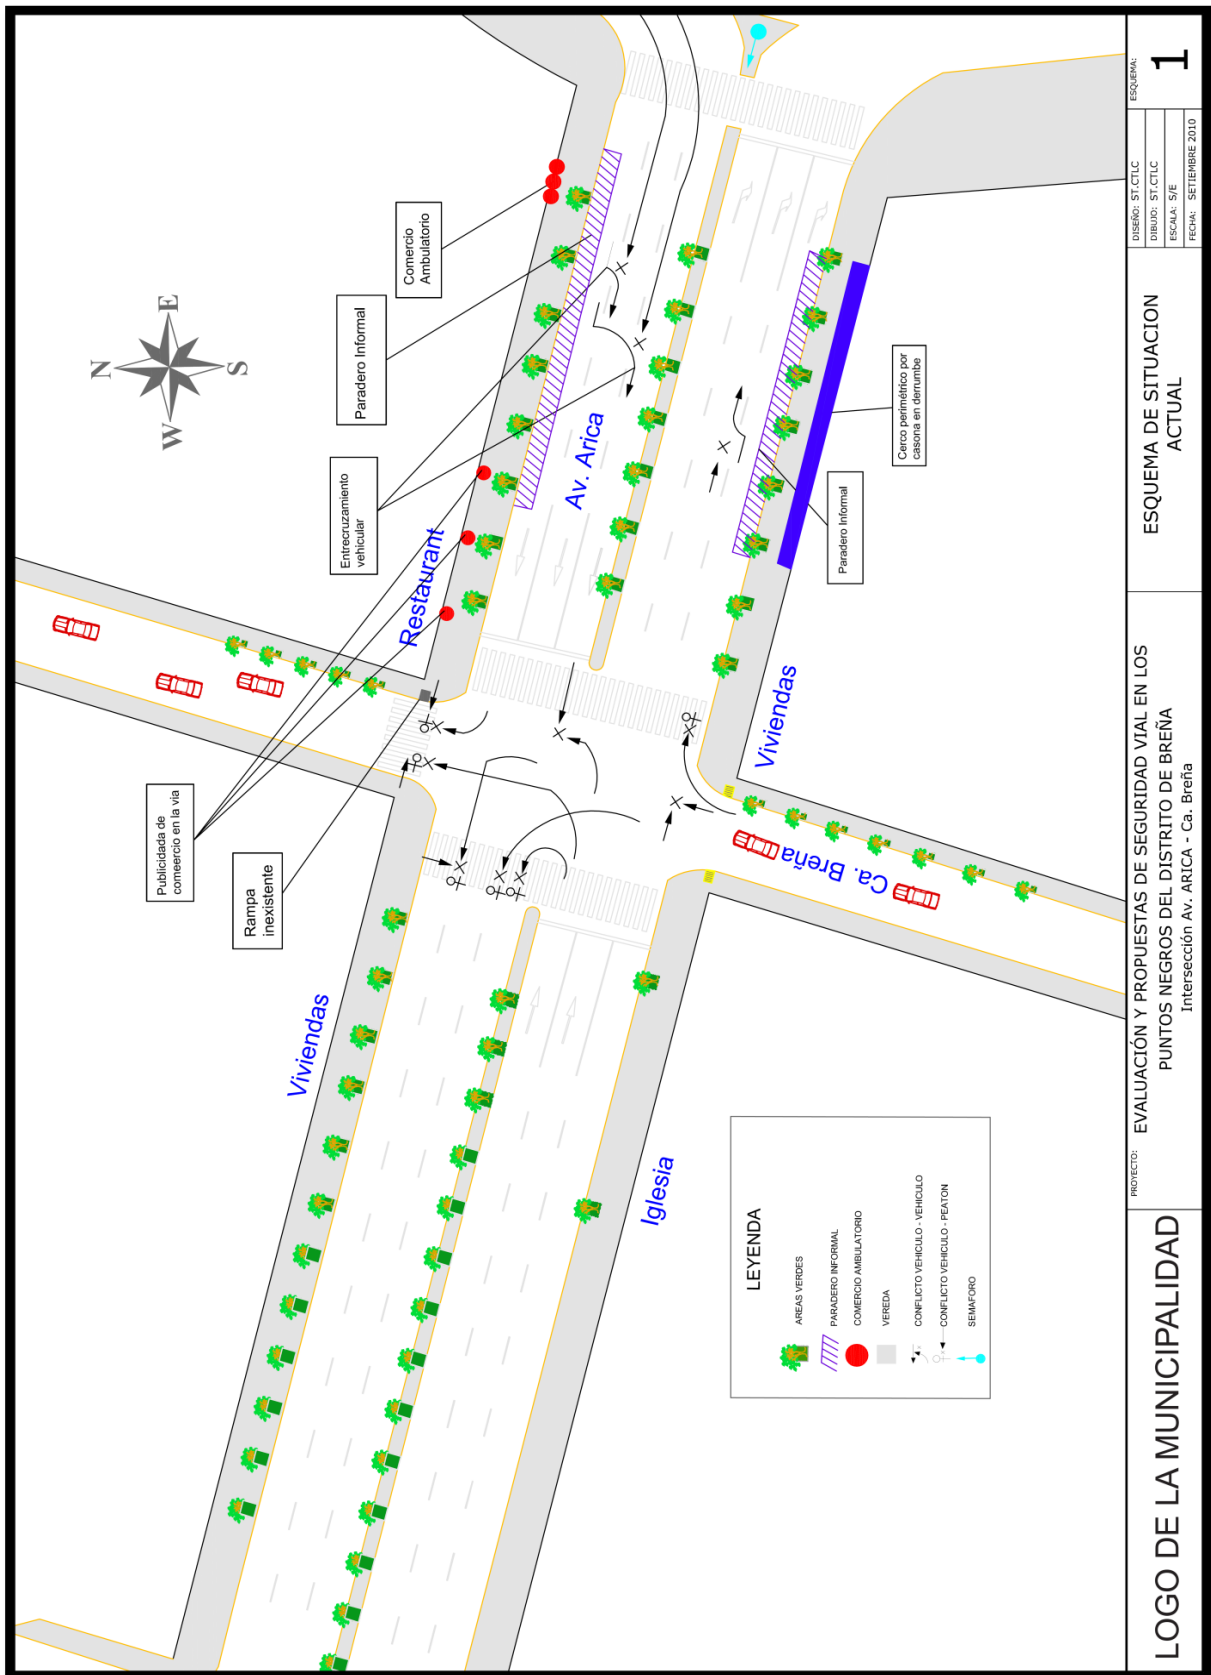 N
E
S
W
Comercio
Ambulatorio
Paradero Informal
Entrecruzamiento
vehicular
Publicidada de
comeercio en la via
Rampa
inexistente
Restaurant
Av. Arica
Viviendas
Viviendas
Iglesia
Ca. Breña
Paradero Informal
Cerco perimétrico por
casona en derrumbe
LEYENDA
AREAS VERDES
PARADERO INFORMAL
COMERCIO AMBULATORIO
VEREDA
CONFLICTO VEHICULO - VEHICULO
CONFLICTO VEHICULO - PEATON
SEMAFORO
LOGO DE LA MUNICIPALIDAD
PROYECTO:
EVALUACIÓN Y PROPUESTAS DE SEGURIDAD VIAL EN LOS
PUNTOS NEGROS DEL DISTRITO DE BREÑA
Intersección Av. ARICA - Ca. Breña
ESQUEMA DE SITUACION
ACTUAL
DISEÑO: ST.CTLC
DIBUJO: ST.CTLC
ESCALA: S/E
FECHA: SETIEMBRE 2010
ESQUEMA:
1